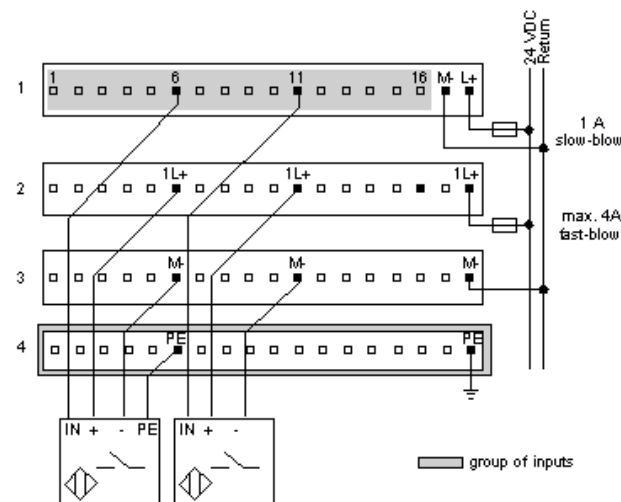 24 VDC
Return
1 6 11 16 M- L+
1
1 A
slow-blow
1L+ 1L+ 1L+
2
max. 4A
fast-blow
M- M- M-
3
PE PE
4
IN + - PE
IN + -
group of inputs